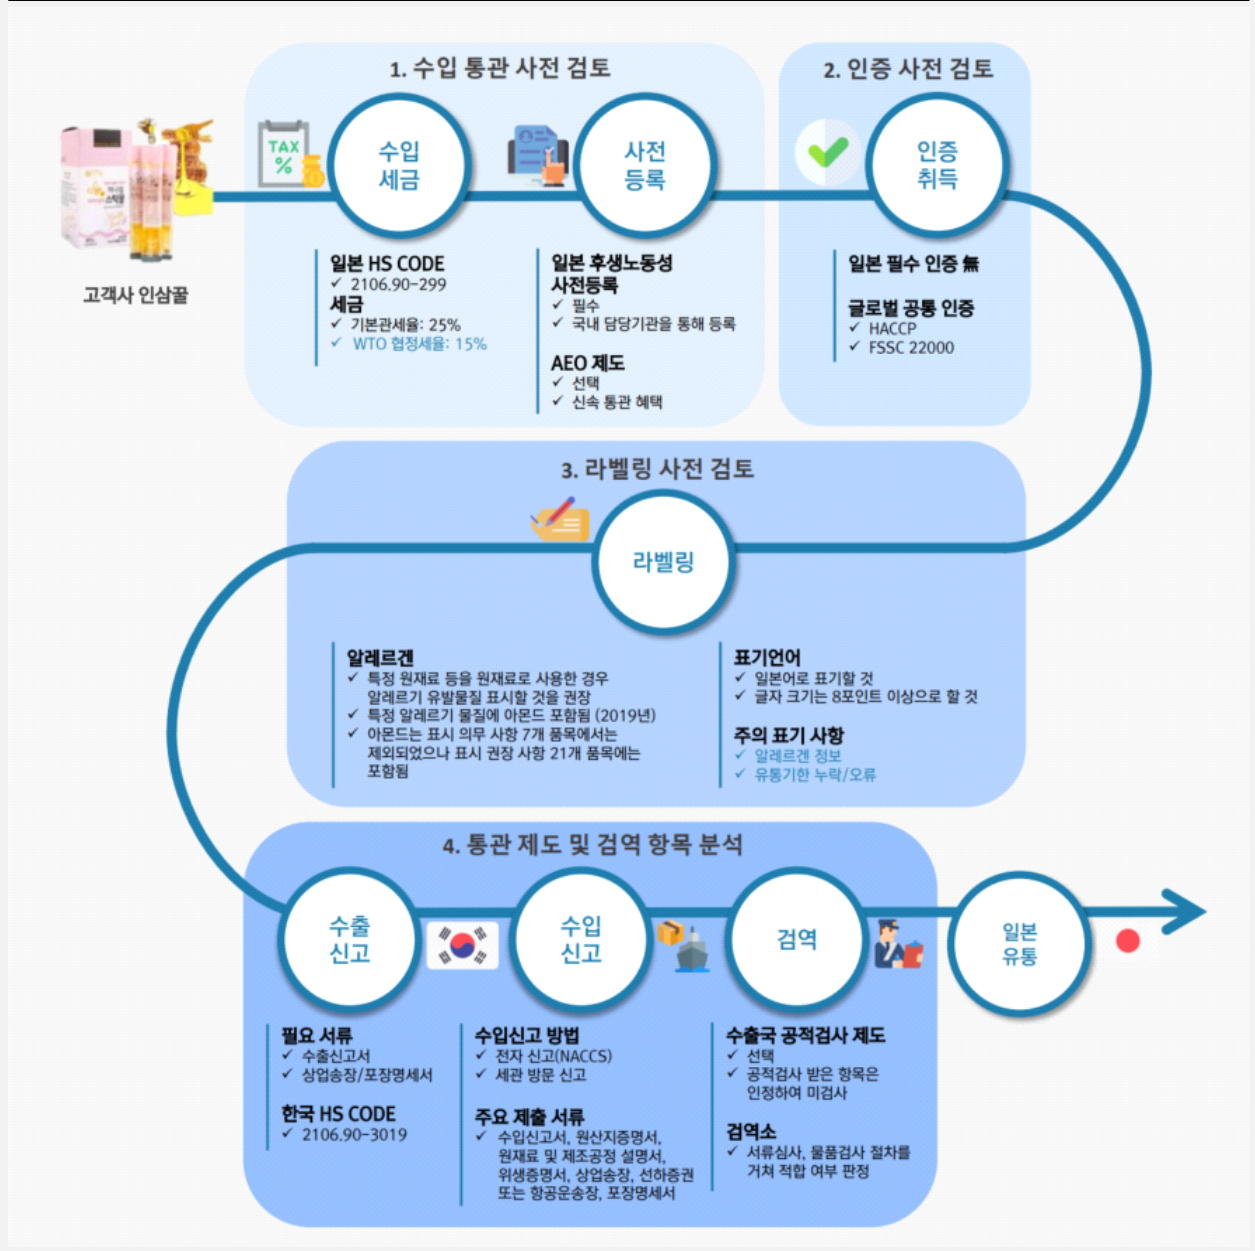 1. 수입 통관 사전 검토
2. 인증 사전 검토
TAX
%
수입
세금
사전
등록
인증
취득
고객사 인삼꿀
일본 HS CODE
✓ 2106.90-299
세금
✓ 기본관세율: 25%
✓ WTO 협정세율: 15%
일본 후생노동성
사전등록
✓ 필수
✓ 국내 담당기관을 통해 등록
AEO 제도
✓ 선택
✓ 신속 통관 혜택
일본 필수 인증 無
글로벌 공통 인증
✓ HACCP
✓ FSSC 22000
3. 라벨링 사전 검토
라벨링
알레르겐
✓ 특정 원재료 등을 원재료로 사용한 경우
알레르기 유발물질 표시할 것을 권장
✓ 특정 알레르기 물질에 아몬드 포함됨 (2019년)
✓ 아몬드는 표시 의무 사항 7개 품목에서는
제외되었으나 표시 권장 사항 21개 품목에는
포함됨
표기언어
✓ 일본어로 표기할 것
✓ 글자 크기는 8포인트 이상으로 할 것
주의 표기 사항
✓ 알레르겐 정보
✓ 유통기한 누락/오류
4. 통관 제도 및 검역 항목 분석
수출
신고
수입
신고
검역
일본
유통
필요 서류
✓ 수출신고서
✓ 상업송장/포장명세서
한국 HS CODE
✓ 2106.90-3019
수입신고 방법
✓ 전자 신고(NACCS)
✓ 세관 방문 신고
주요 제출 서류
✓ 수입신고서, 원산지증명서,
원재료 및 제조공정 설명서,
위생증명서, 상업송장, 선하증권
또는 항공운송장, 포장명세서
수출국 공적검사 제도
✓ 선택
✓ 공적검사 받은 항목은
인정하여 미검사
검역소
✓ 서류심사, 물품검사 절차를
거쳐 적합 여부 판정